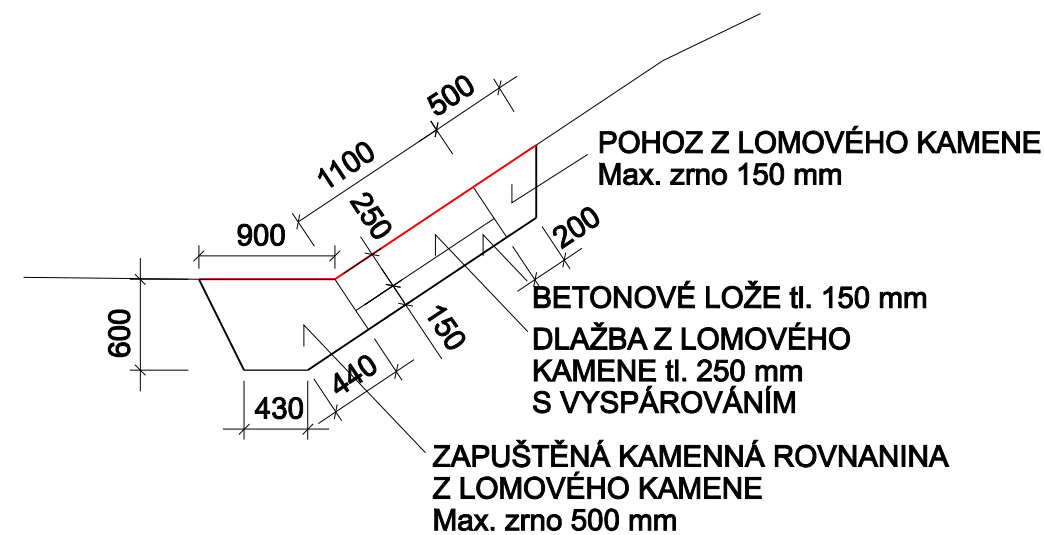 500
1100
POHOZ Z LOMOVÉHO KAMENE
Max. zrno 150 mm
250
900
200
BETONOVÉ LOŽE tl. 150 mm
600
150
DLAŽBA Z LOMOVÉHO
KAMENE tl. 250 mm
S VYSPÁROVÁNÍM
440
430
ZAPUŠTĚNÁ KAMENNÁ ROVNANINA
Z LOMOVÉHO KAMENE
Max. zrno 500 mm